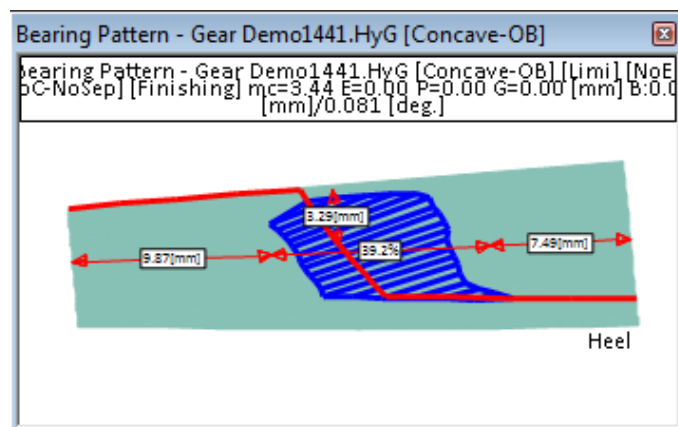 Bearing Pattern - Gear Demo1441.HyG [Concave-OB]
Bearing Pattern - Gear Demo1441.HyG [Concave-OB] [Limi] [NoE
oC-NoSep] [Finishing] mc=3.44 E=0.00 P=0.00 G=0.00 [mm] B:0.0
[mm]/0.081 [deg.]
3.29[mm]
9.87[mm]
39.2%
7.49[mm]
Heel